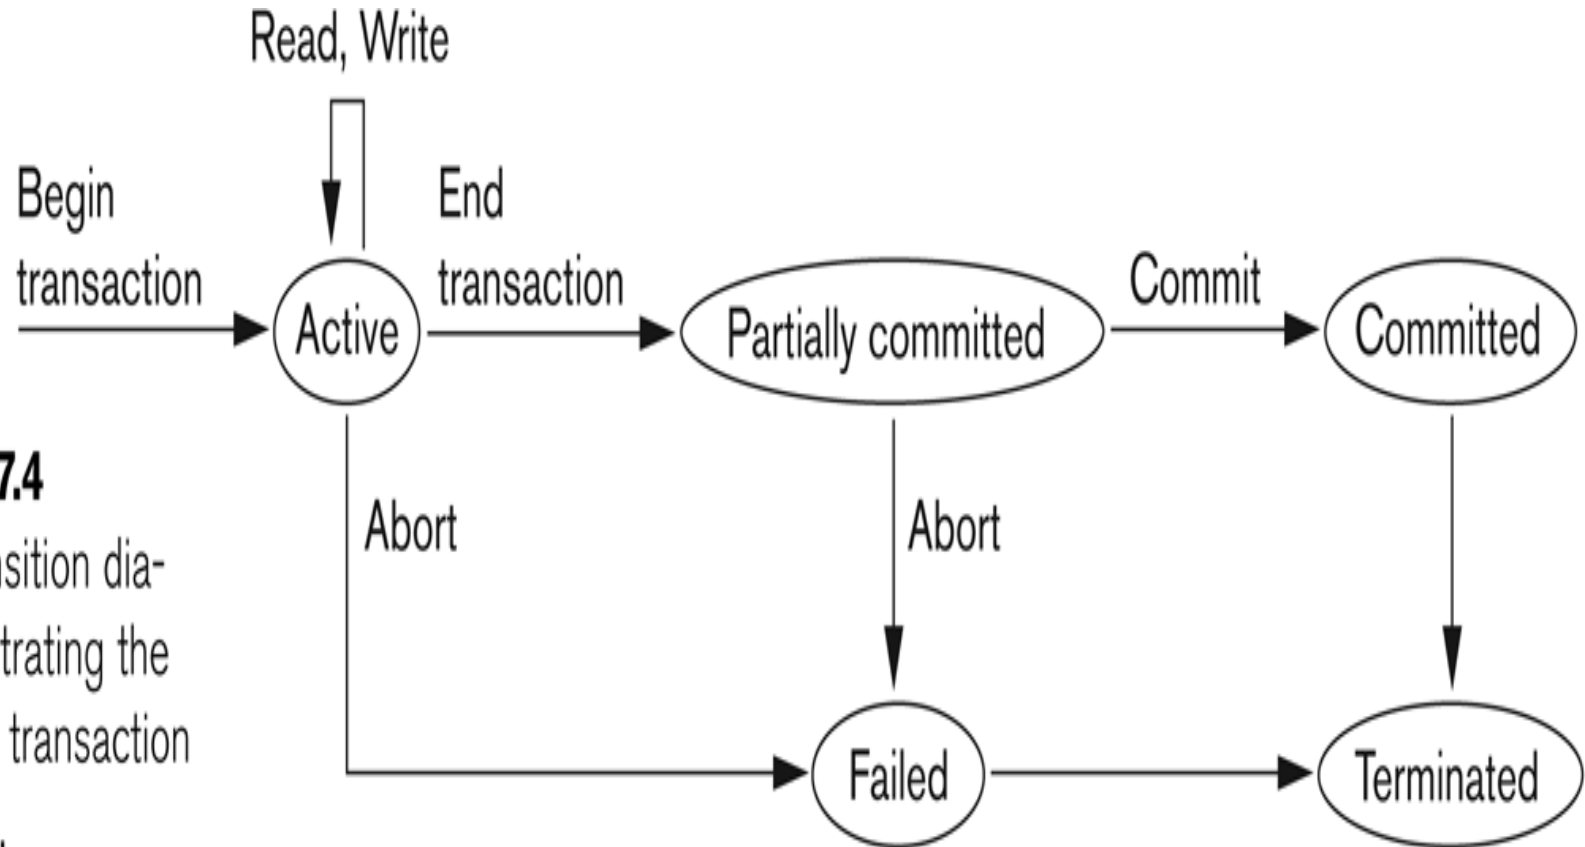 Read, Write
Begin
transaction
End
transaction
Active
Partially committed
Commit
Committed
Abort
Abort
Failed
Terminated
7.4
sition dia-
trating the
transaction